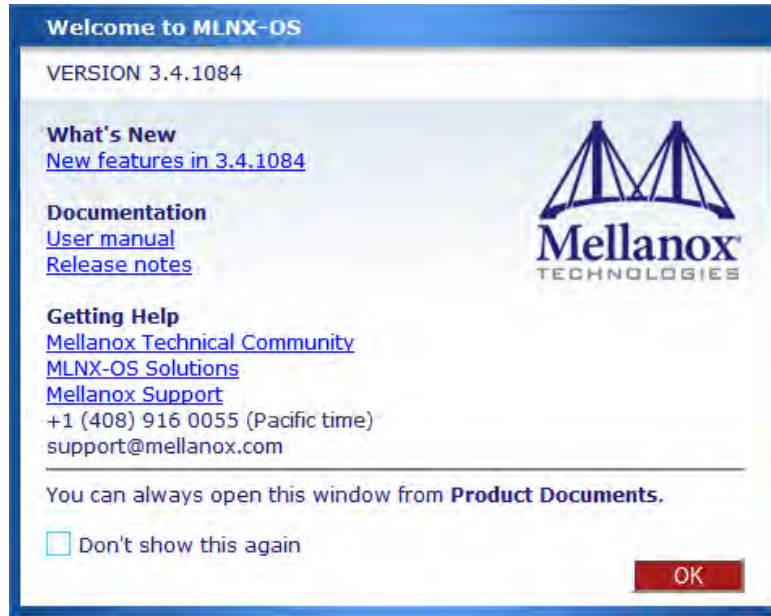 Welcome to MLNX-OS
VERSION 3.4.1084
What's New
New features in 3.4.1084
Documentation
User manual
Release notes
Mellanox
TECHNOLOGIES
Getting Help
Mellanox Technical Community
MLNX-OS Solutions
Mellanox Support
+1 (408) 916 0055 (Pacific time)
support@mellanox.com
You can always open this window from Product Documents.
Don't show this again
OK